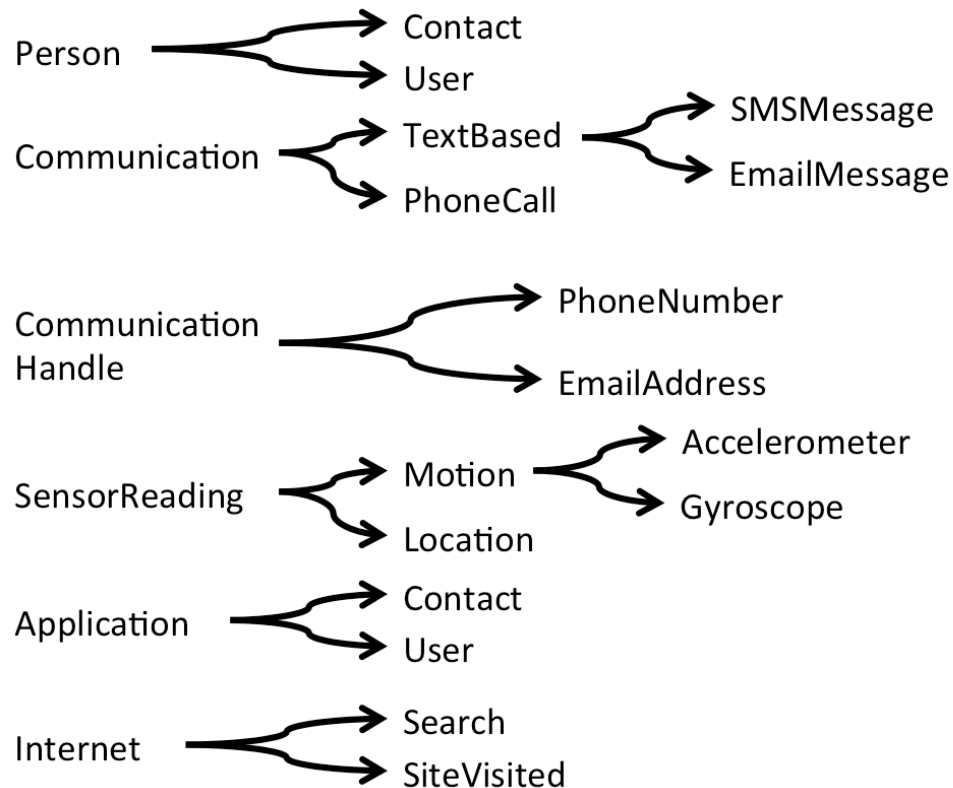 Person
Contact
User
Communication
TextBased
PhoneCall
SMSMessage
EmailMessage
Communication
Handle
PhoneNumber
EmailAddress
SensorReading
Motion
Location
Accelerometer
Gyroscope
Application
Contact
User
Internet
Search
SiteVisited